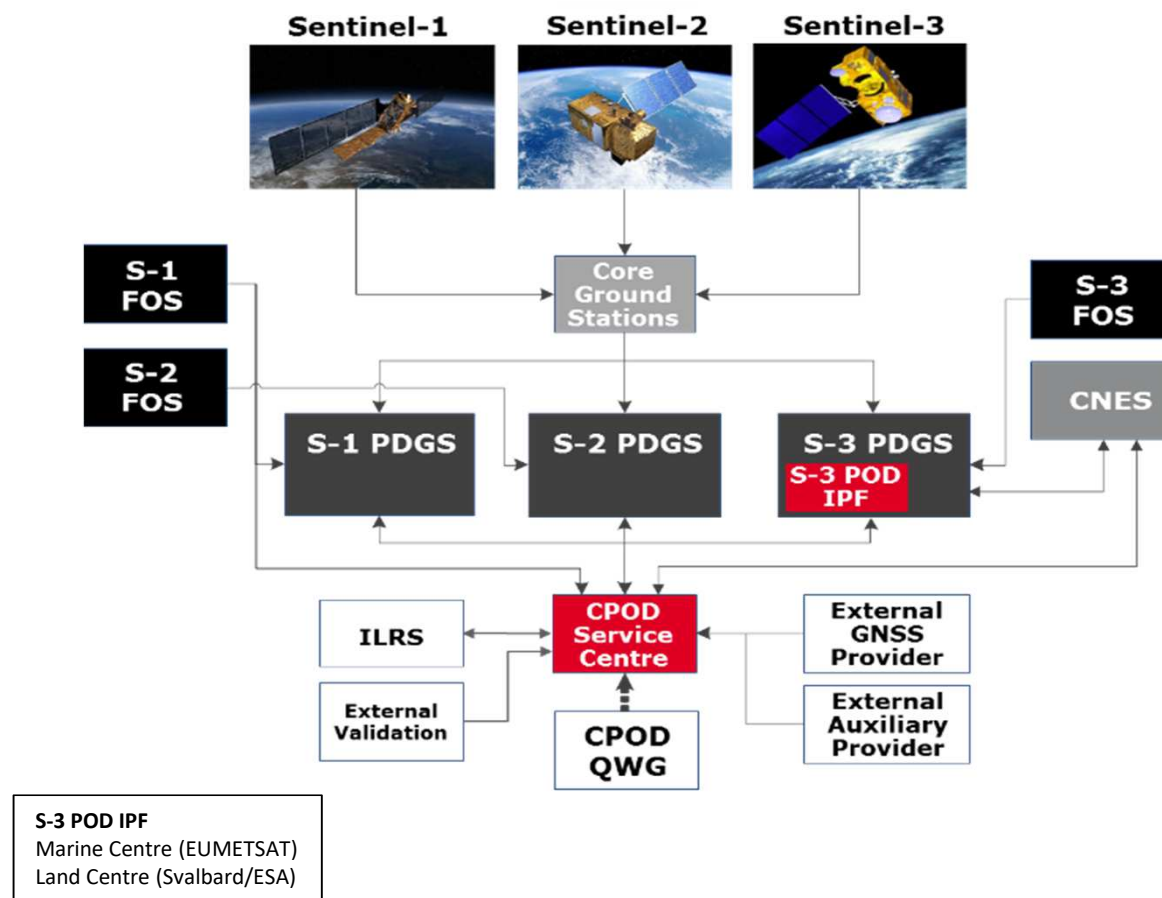 Sentinel-1
Sentinel-2
Sentinel-3
S-1
FOS
Core
Ground
Stations
S-3
FOS
S-2
FOS
CNES
S-1 PDGS
S-2 PDGS
S-3 PDGS
S-3 POD
IPF
ILRS
CPOD
Service
Centre
External
GNSS
Provider
External
Validation
CPOD
QWG
External
Auxiliary
Provider
S-3 POD IPF
Marine Centre (EUMETSAT)
Land Centre (Svalbard/ESA)